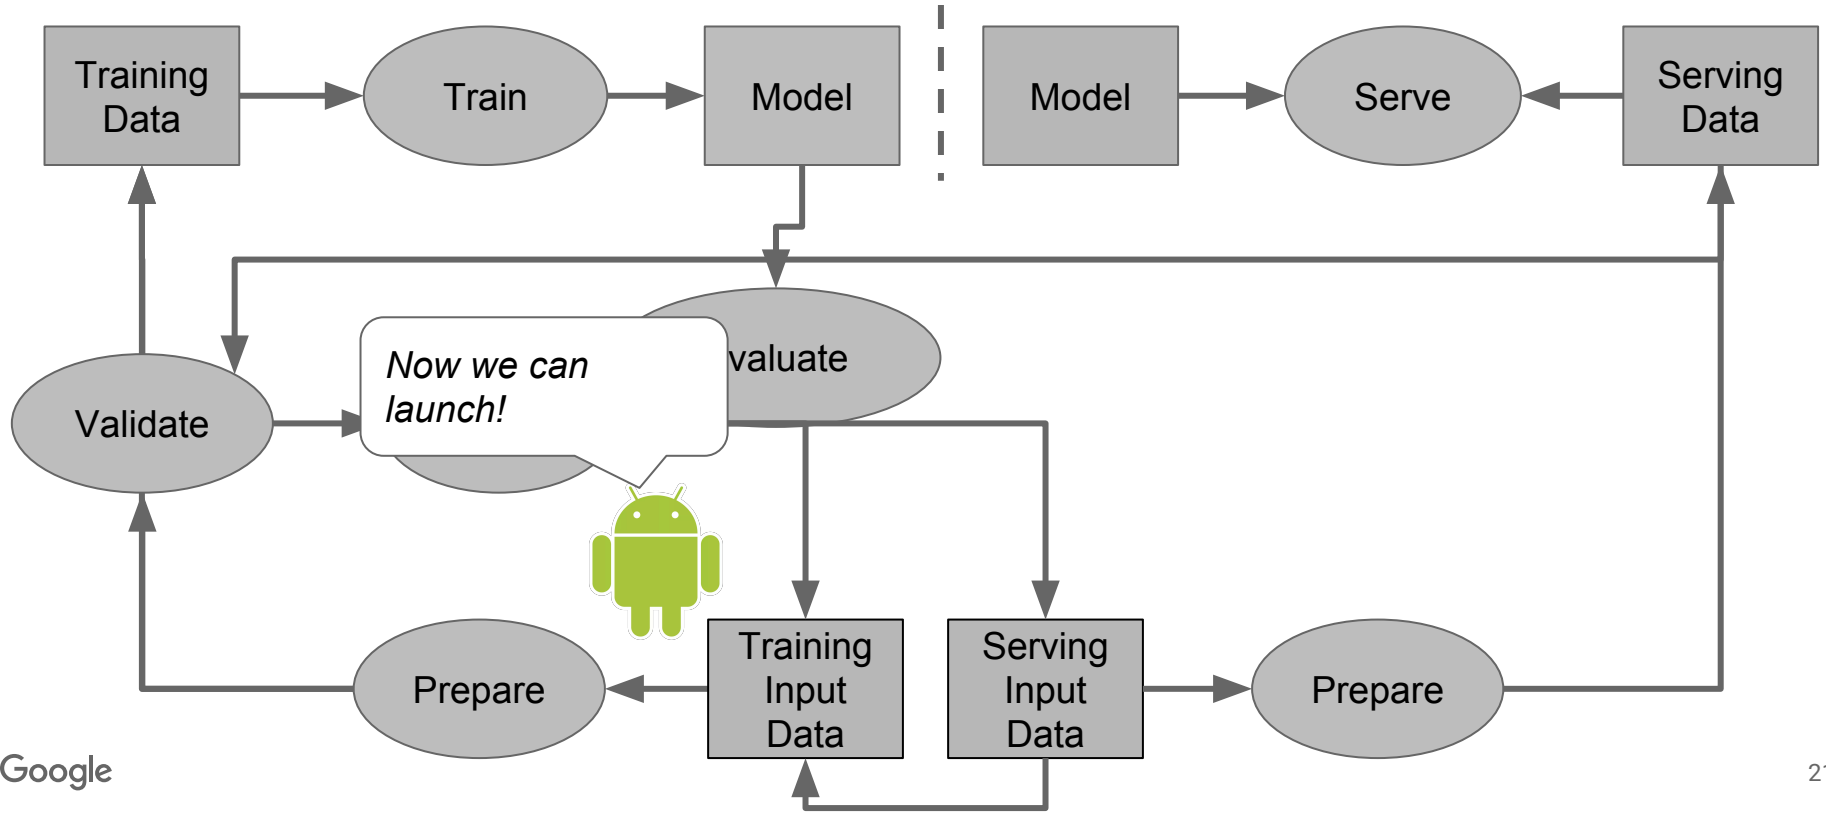 Training
Data
Train
Model
Model
Serve
Serving
Data
Now we can
launch!
valuate
Validate
Prepare
Training
Input
Data
Serving
Input
Data
Prepare
Google
21